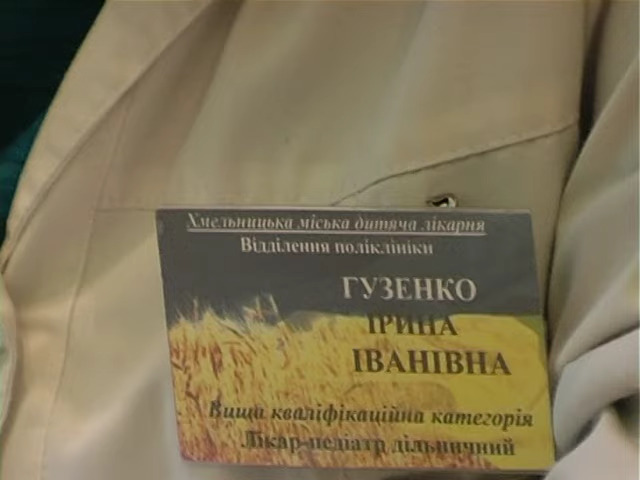 Хмельницька міська дитяча лікарня
Відділення поліклініки
ГУЗЕНКО
ІРИНА
ІВАНІВНА
Вища кваліфікаційна категорія
Лікар-педіатр дільничний